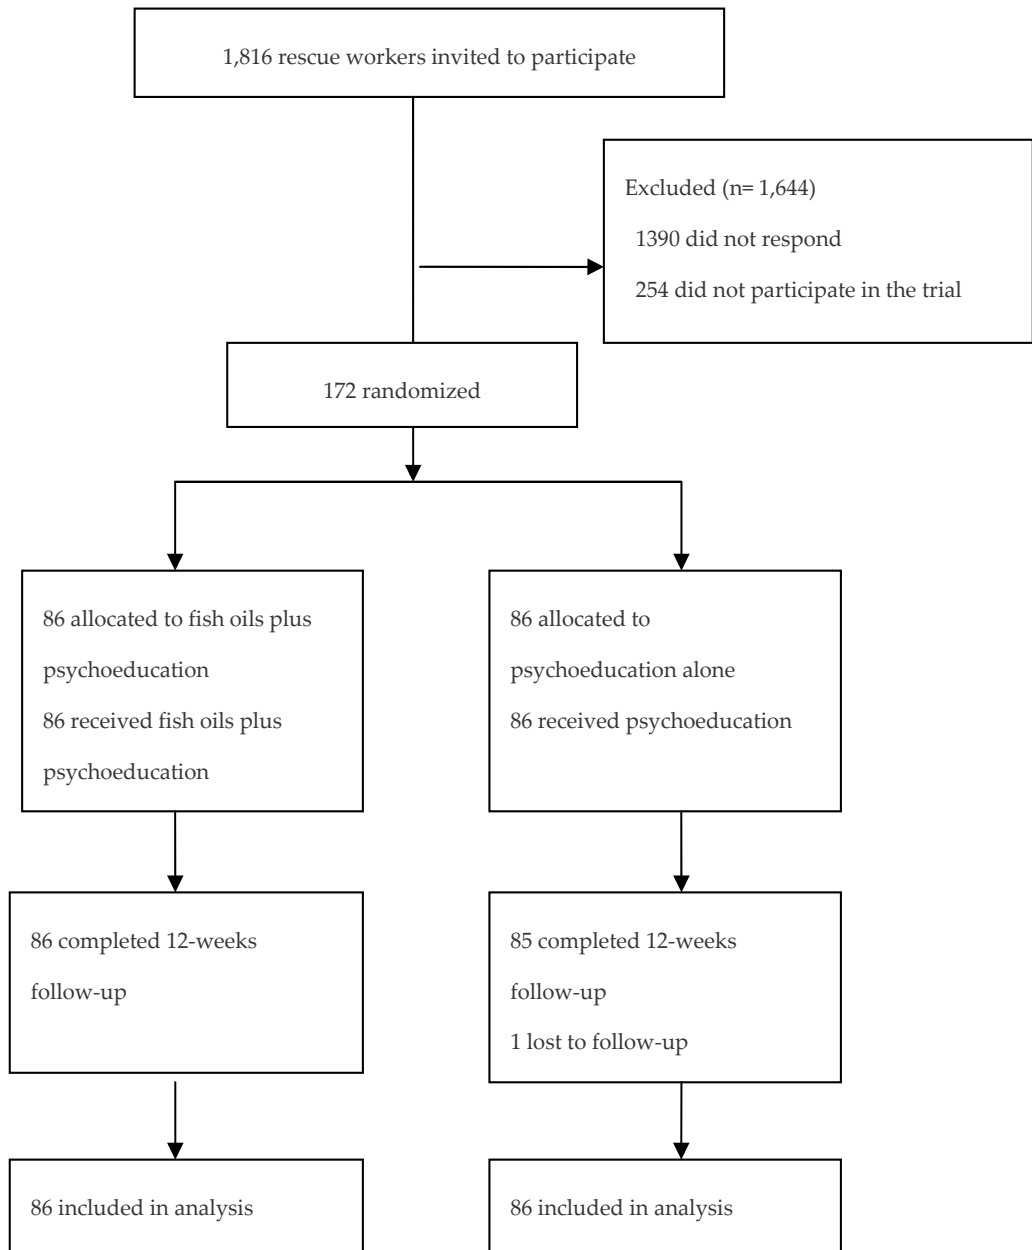 1,816 rescue workers invited to participate
Excluded (n= 1,644)
1390 did not respond
254 did not participate in the trial
172 randomized
86 allocated to fish oils plus
psychoeducation
86 received fish oils plus
psychoeducation
86 allocated to
psychoeducation alone
86 received psychoeducation
86 completed 12-weeks
follow-up
85 completed 12-weeks
follow-up
1 lost to follow-up
86 included in analysis
86 included in analysis